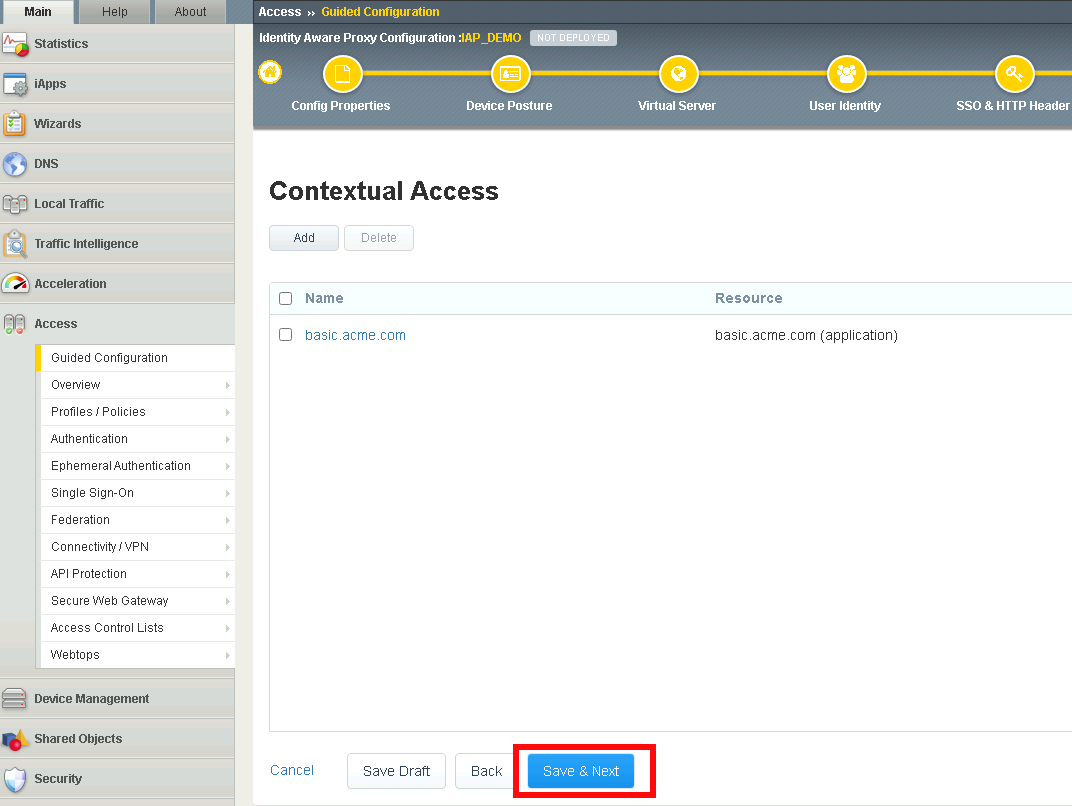 Main Help About
Access » Guided Configuration
Identity Aware Proxy Configuration :IAP_DEMO NOT DEPLOYED
Config Properties Device Posture Virtual Server User Identity SSO & HTTP Header
Statistics
iApps
Wizards
DNS
Local Traffic
Traffic Intelligence
Acceleration
Access
Guided Configuration
Overview
Profiles / Policies
Authentication
Ephemeral Authentication
Single Sign-On
Federation
Connectivity / VPN
API Protection
Secure Web Gateway
Access Control Lists
Webtops
Device Management
Shared Objects
Security
Contextual Access
Add Delete
Name Resource
basic.acme.com basic.acme.com (application)
Cancel Save Draft Back Save & Next